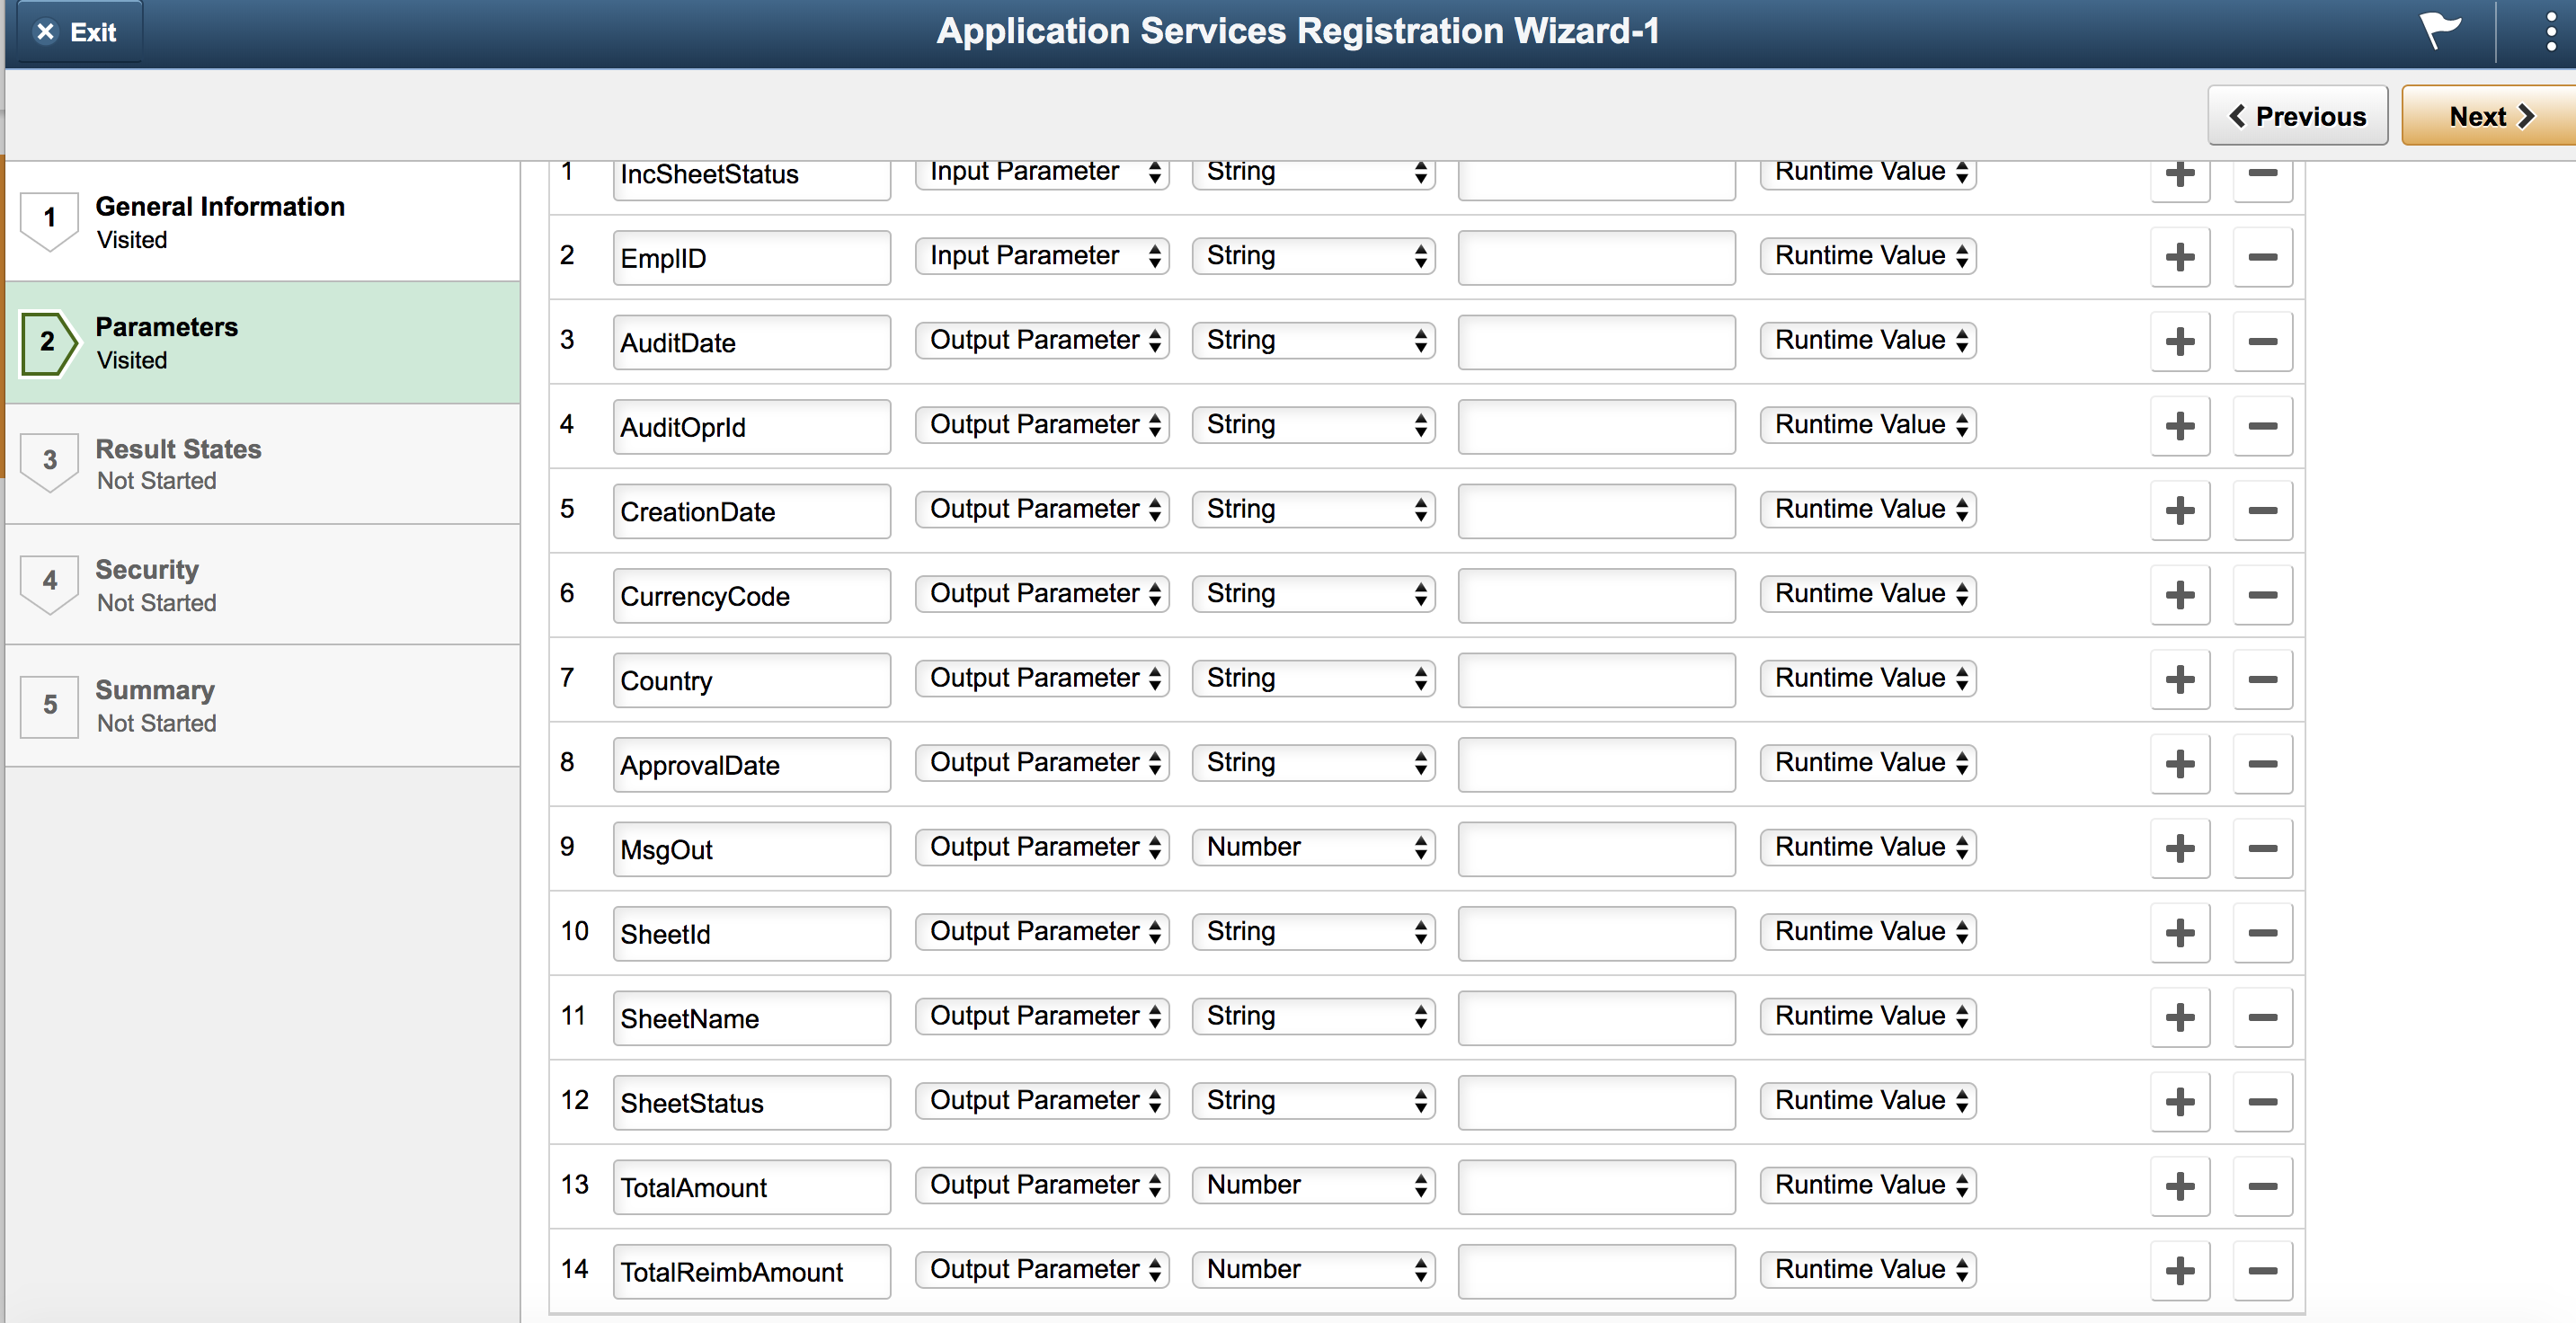 Exit
Application Services Registration Wizard-1
Previous
Next
1
General Information
Visited
2
Parameters
Visited
3
Result States
Not Started
4
Security
Not Started
5
Summary
Not Started
1 IncSheetStatus Input Parameter String Runtime Value
2 EmplID Input Parameter String Runtime Value
3 AuditDate Output Parameter String Runtime Value
4 AuditOprId Output Parameter String Runtime Value
5 CreationDate Output Parameter String Runtime Value
6 CurrencyCode Output Parameter String Runtime Value
7 Country Output Parameter String Runtime Value
8 ApprovalDate Output Parameter String Runtime Value
9 MsgOut Output Parameter Number Runtime Value
10 SheetId Output Parameter String Runtime Value
11 SheetName Output Parameter String Runtime Value
12 SheetStatus Output Parameter String Runtime Value
13 TotalAmount Output Parameter Number Runtime Value
14 TotalReimbAmount Output Parameter Number Runtime Value